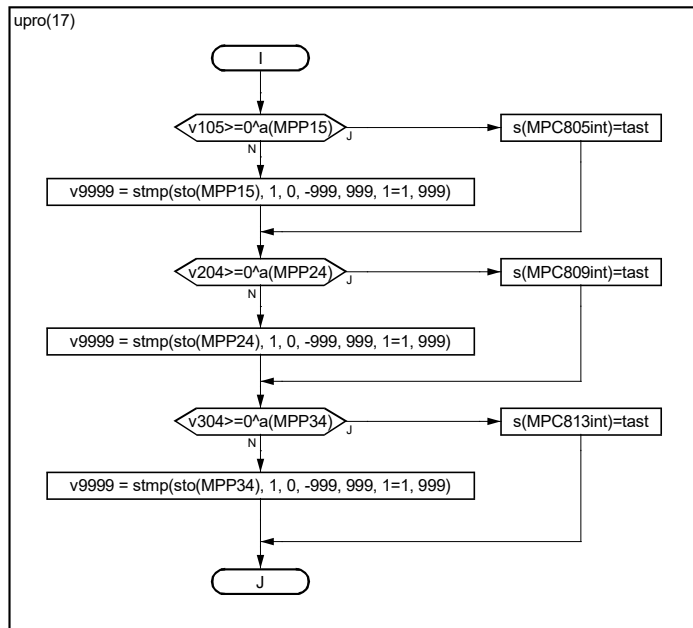 upro(17)
I
v105>=0^a(MPP15)
J
s(MPC805int)=tast
N
v9999 = stmp(sto(MPP15), 1, 0, -999, 999, 1=1, 999)
v204>=0^a(MPP24)
J
s(MPC809int)=tast
N
v9999 = stmp(sto(MPP24), 1, 0, -999, 999, 1=1, 999)
v304>=0^a(MPP34)
J
s(MPC813int)=tast
N
v9999 = stmp(sto(MPP34), 1, 0, -999, 999, 1=1, 999)
J